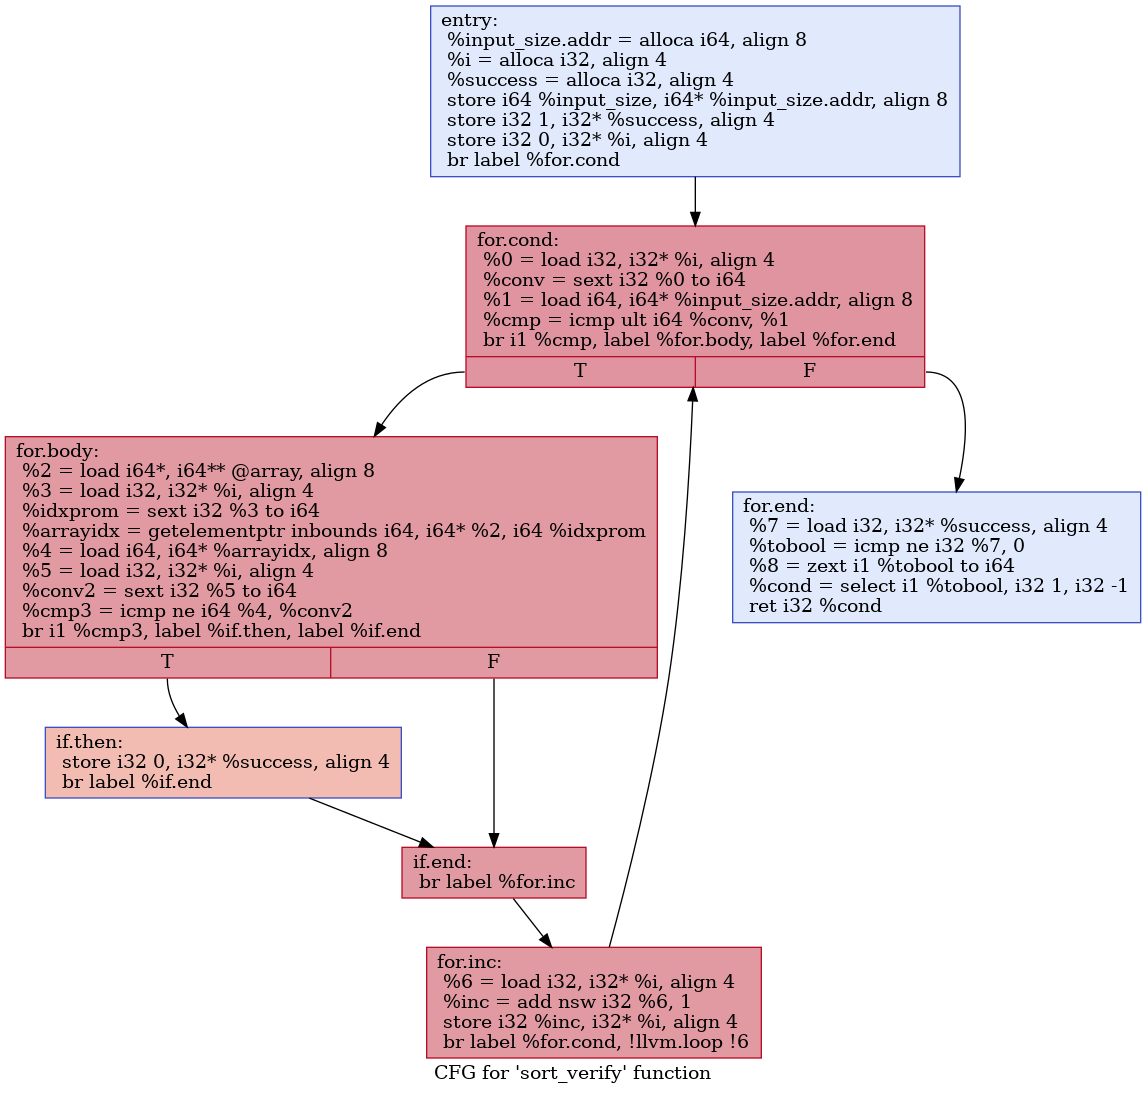 entry:
%input_size.addr = alloca i64, align 8
%i = alloca i32, align 4
%success = alloca i32, align 4
store i64 %input_size, i64* %input_size.addr, align 8
store i32 1, i32* %success, align 4
store i32 0, i32* %i, align 4
br label %for.cond
for.cond:
%0 = load i32, i32* %i, align 4
%conv = sext i32 %0 to i64
%1 = load i64, i64* %input_size.addr, align 8
%cmp = icmp ult i64 %conv, %1
br i1 %cmp, label %for.body, label %for.end
T
F
for.body:
%2 = load i64*, i64** @array, align 8
%3 = load i32, i32* %i, align 4
%idxprom = sext i32 %3 to i64
%arrayidx = getelementptr inbounds i64, i64* %2, i64 %idxprom
%4 = load i64, i64* %arrayidx, align 8
%5 = load i32, i32* %i, align 4
%conv2 = sext i32 %5 to i64
%cmp3 = icmp ne i64 %4, %conv2
br i1 %cmp3, label %if.then, label %if.end
T
F
for.end:
%7 = load i32, i32* %success, align 4
%tobool = icmp ne i32 %7, 0
%8 = zext i1 %tobool to i64
%cond = select i1 %tobool, i32 1, i32 -1
ret i32 %cond
if.then:
store i32 0, i32* %success, align 4
br label %if.end
if.end:
br label %for.inc
for.inc:
%6 = load i32, i32* %i, align 4
%inc = add nsw i32 %6, 1
store i32 %inc, i32* %i, align 4
br label %for.cond, !llvm.loop !6
CFG for 'sort_verify' function